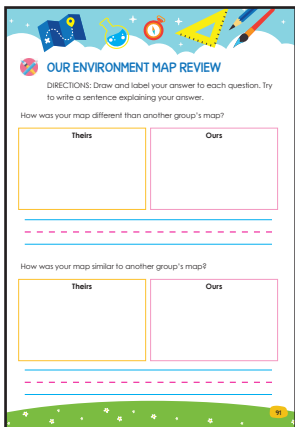 OUR ENVIRONMENT MAP REVIEW
DIRECTIONS: Draw and label your answer to each question. Try
to write a sentence explaining your answer.
How was your map different than another group's map?
Theirs Ours
How was your map similar to another group's map?
Theirs Ours
91